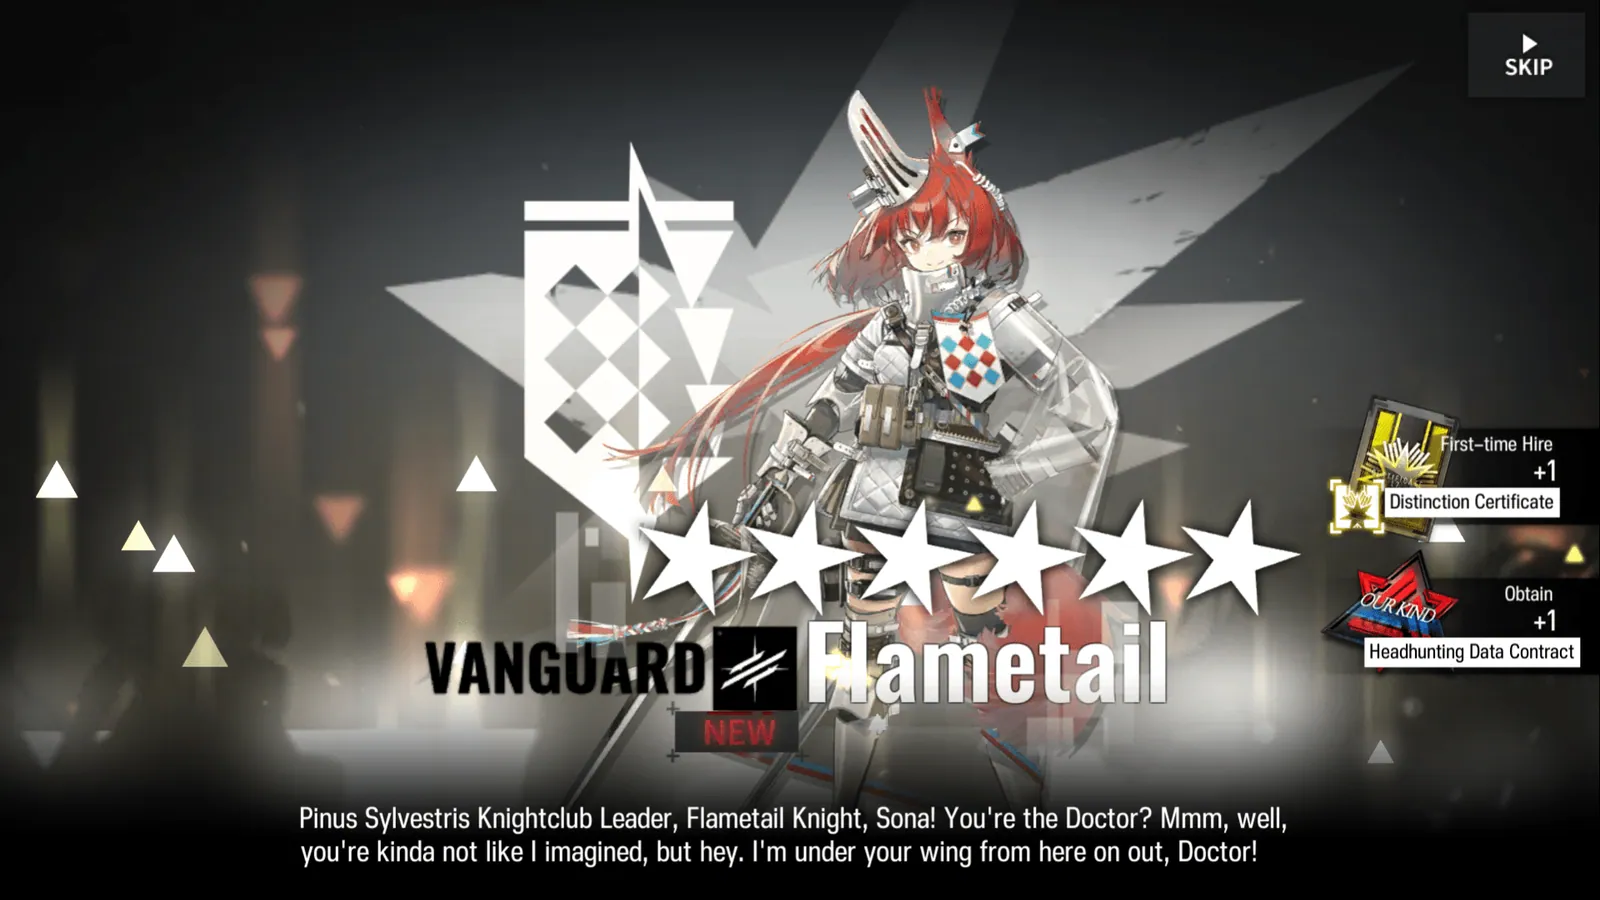 SKIP
First-time Hire
+1
Distinction Certificate
OUR KIND
Obtain
+1
Headhunting Data Contract
VANGUARD
Flametail
NEW
Pinus Sylvestris Knightclub Leader, Flametail Knight, Sona! You're the Doctor? Mmm, well,
you're kinda not like I imagined, but hey. I'm under your wing from here on out, Doctor!